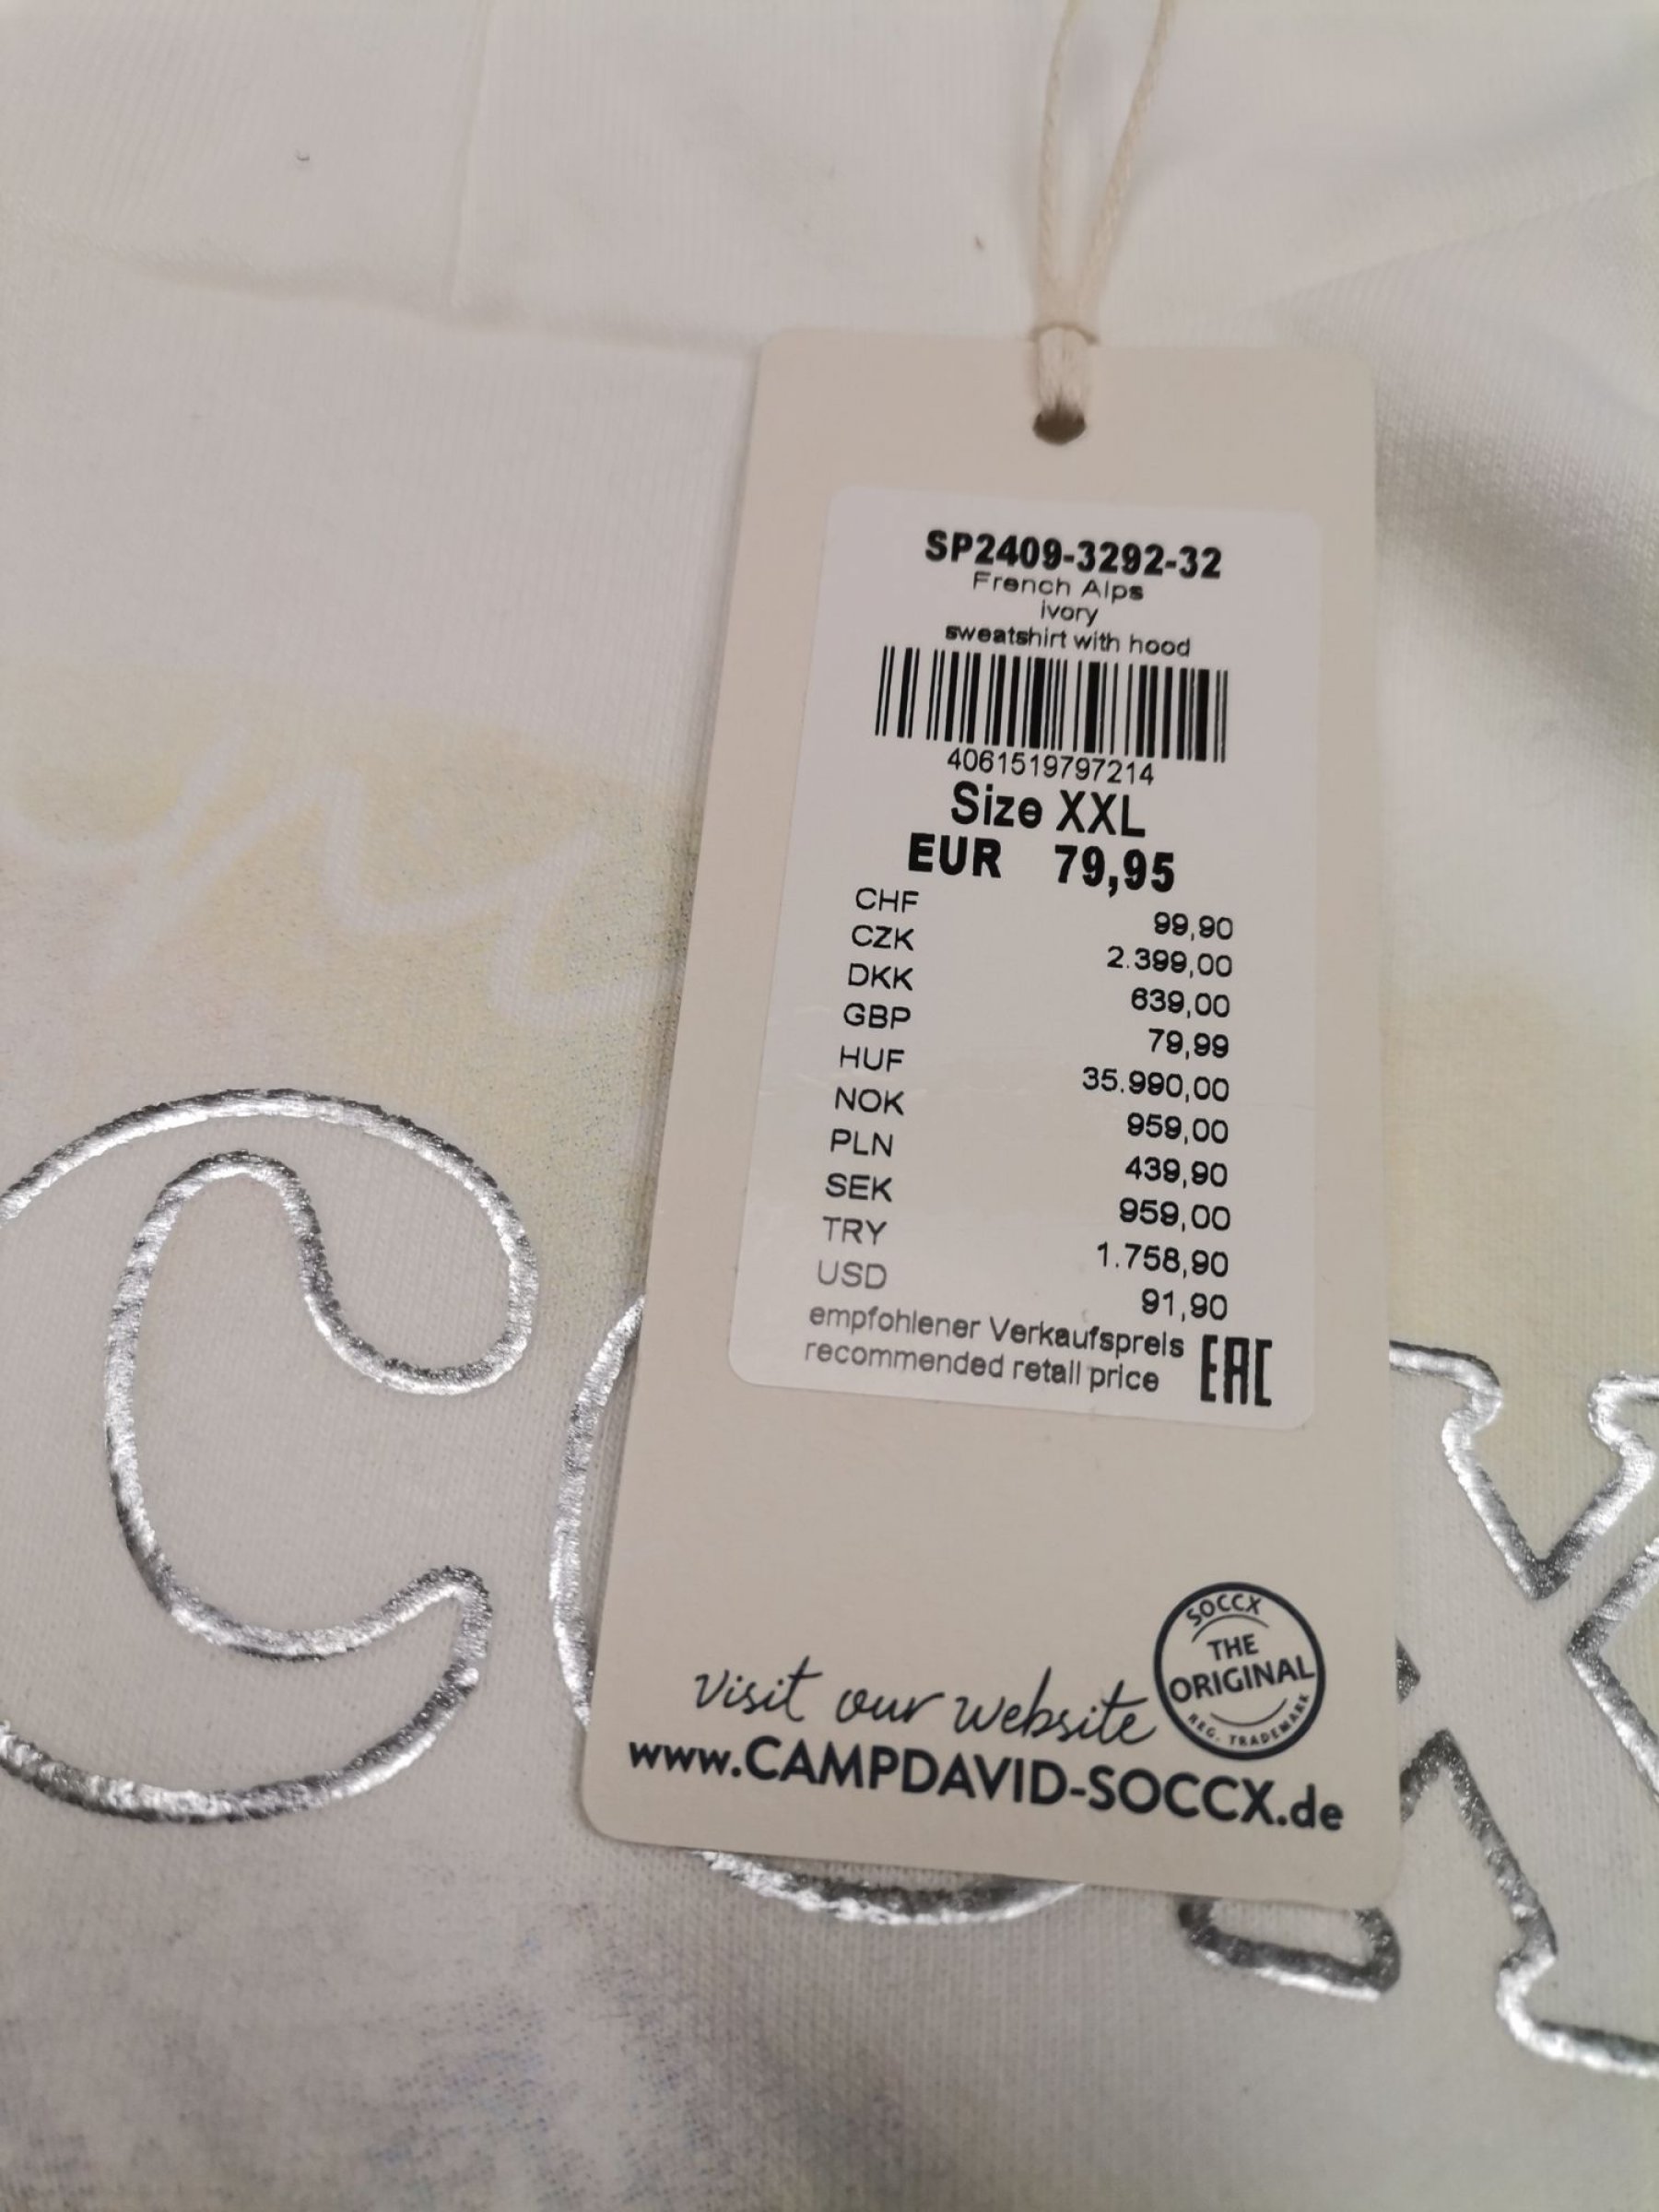 SP2409-3292-32
French Alps
ivory
sweatshirt with hood
4061519797214
Size XXL
EUR 79,95
CHF 99,90
CZK 2.399,00
DKK 639,00
GBP 79,99
HUF 35.990,00
NOK 959,00
PLN 439,90
SEK 959,00
TRY 1.758,90
USD 91,90
empfohlener Verkaufspreis
recommended retail price
EAC
SOCCX
THE
ORIGINAL
REG. TRADEMARK
visit our website
www.CAMPDAVID-SOCCX.de